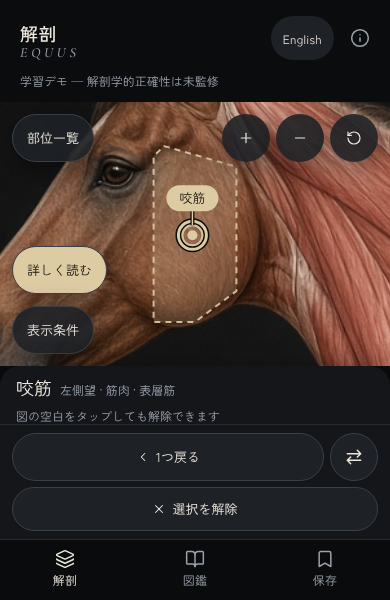 解剖
EQUUS
English
学習デモ — 解剖学的正確性は未監修
部位一覧
咬筋
詳しく読む
表示条件
咬筋 左側望 · 筋肉 · 表層筋
図の空白をタップしても解除できます
1つ戻る
選択を解除
解剖
図鑑
保存